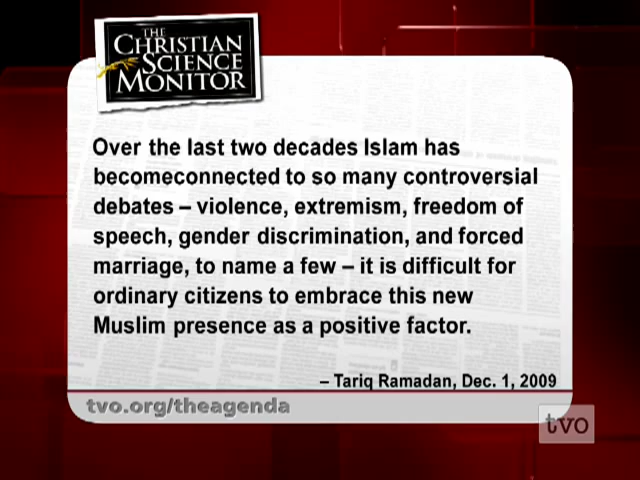 THE
CHRISTIAN
SCIENCE
MONITOR
Over the last two decades Islam has
becomeconnected to so many controversial
debates – violence, extremism, freedom of
speech, gender discrimination, and forced
marriage, to name a few – it is difficult for
ordinary citizens to embrace this new
Muslim presence as a positive factor.
– Tariq Ramadan, Dec. 1, 2009
tvo.org/theagenda
tvo